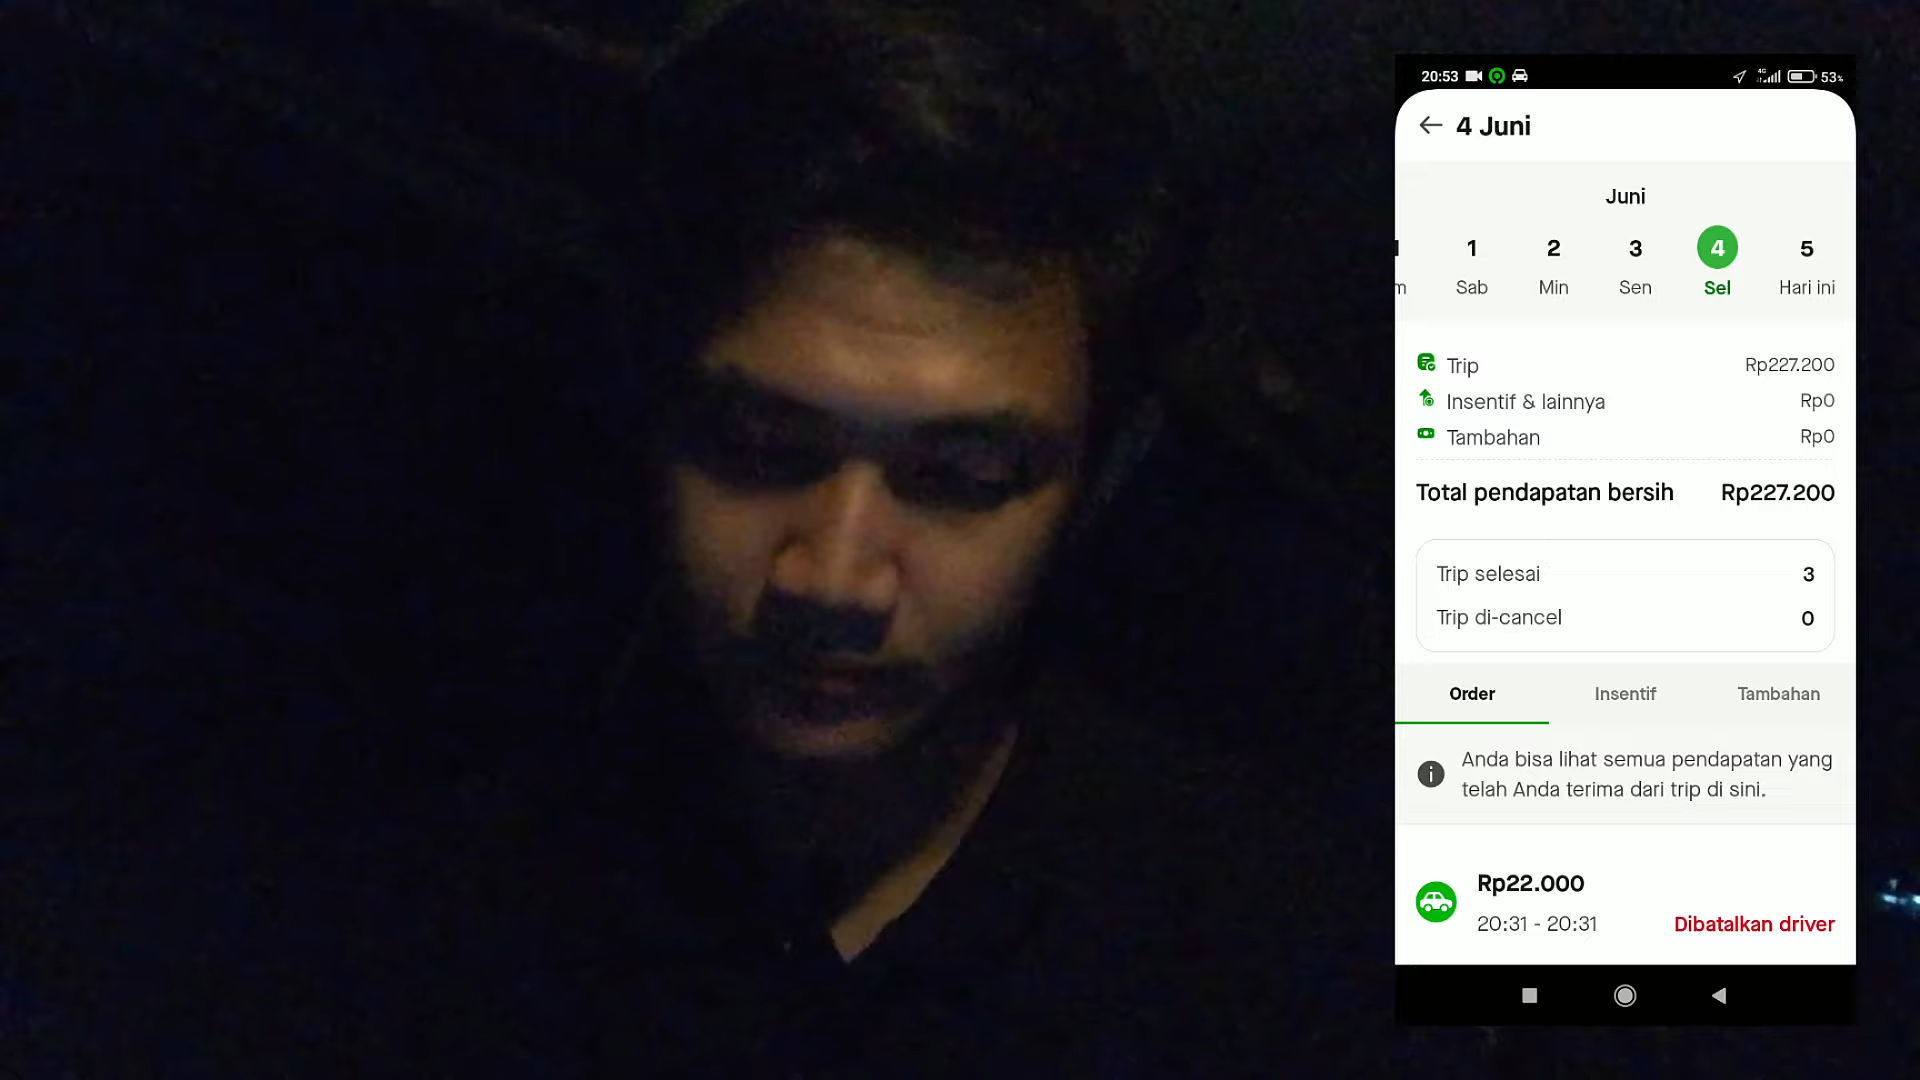 20:53 4G 53%
4 Juni
Juni
1 2 3 4 5
Sab Min Sen Sel Hari ini
Trip Rp227.200
Insentif & lainnya Rp0
Tambahan Rp0
Total pendapatan bersih Rp227.200
Trip selesai 3
Trip di-cancel 0
Order Insentif Tambahan
Anda bisa lihat semua pendapatan yang
telah Anda terima dari trip di sini.
Rp22.000
20:31 - 20:31 Dibatalkan driver